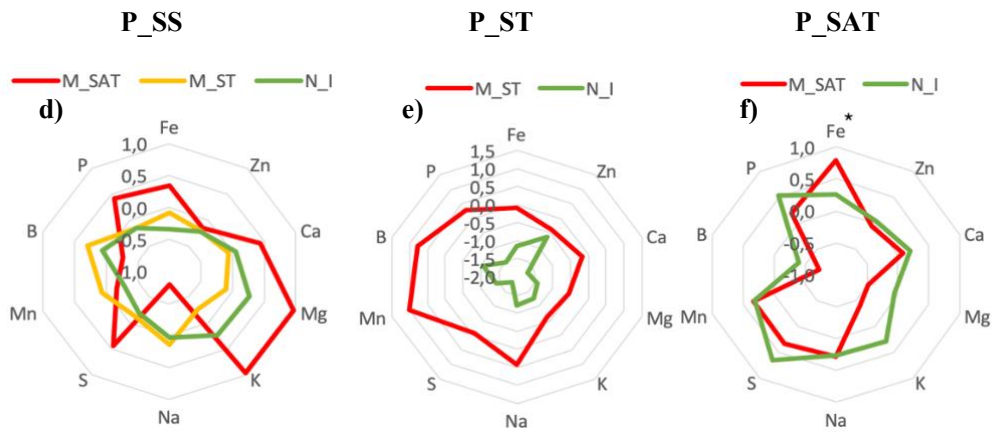 P_SS
P_ST
P_SAT
M_SAT M_ST N_I
M_ST N_I
M_SAT N_I
d)
Fe
Zn
Ca
Mg
K
Na
S
Mn
B
P
1,0
0,5
0,0
0,5
1,0
e)
Fe
Zn
Ca
Mg
K
Na
S
Mn
B
P
1,5
1,0
0,5
0,0
-0,5
-1,0
-1,5
-2,0
f)
Fe*
Zn
Ca
Mg
K
Na
S
Mn
B
P
1,0
0,5
0,0
-0,5
-1,0